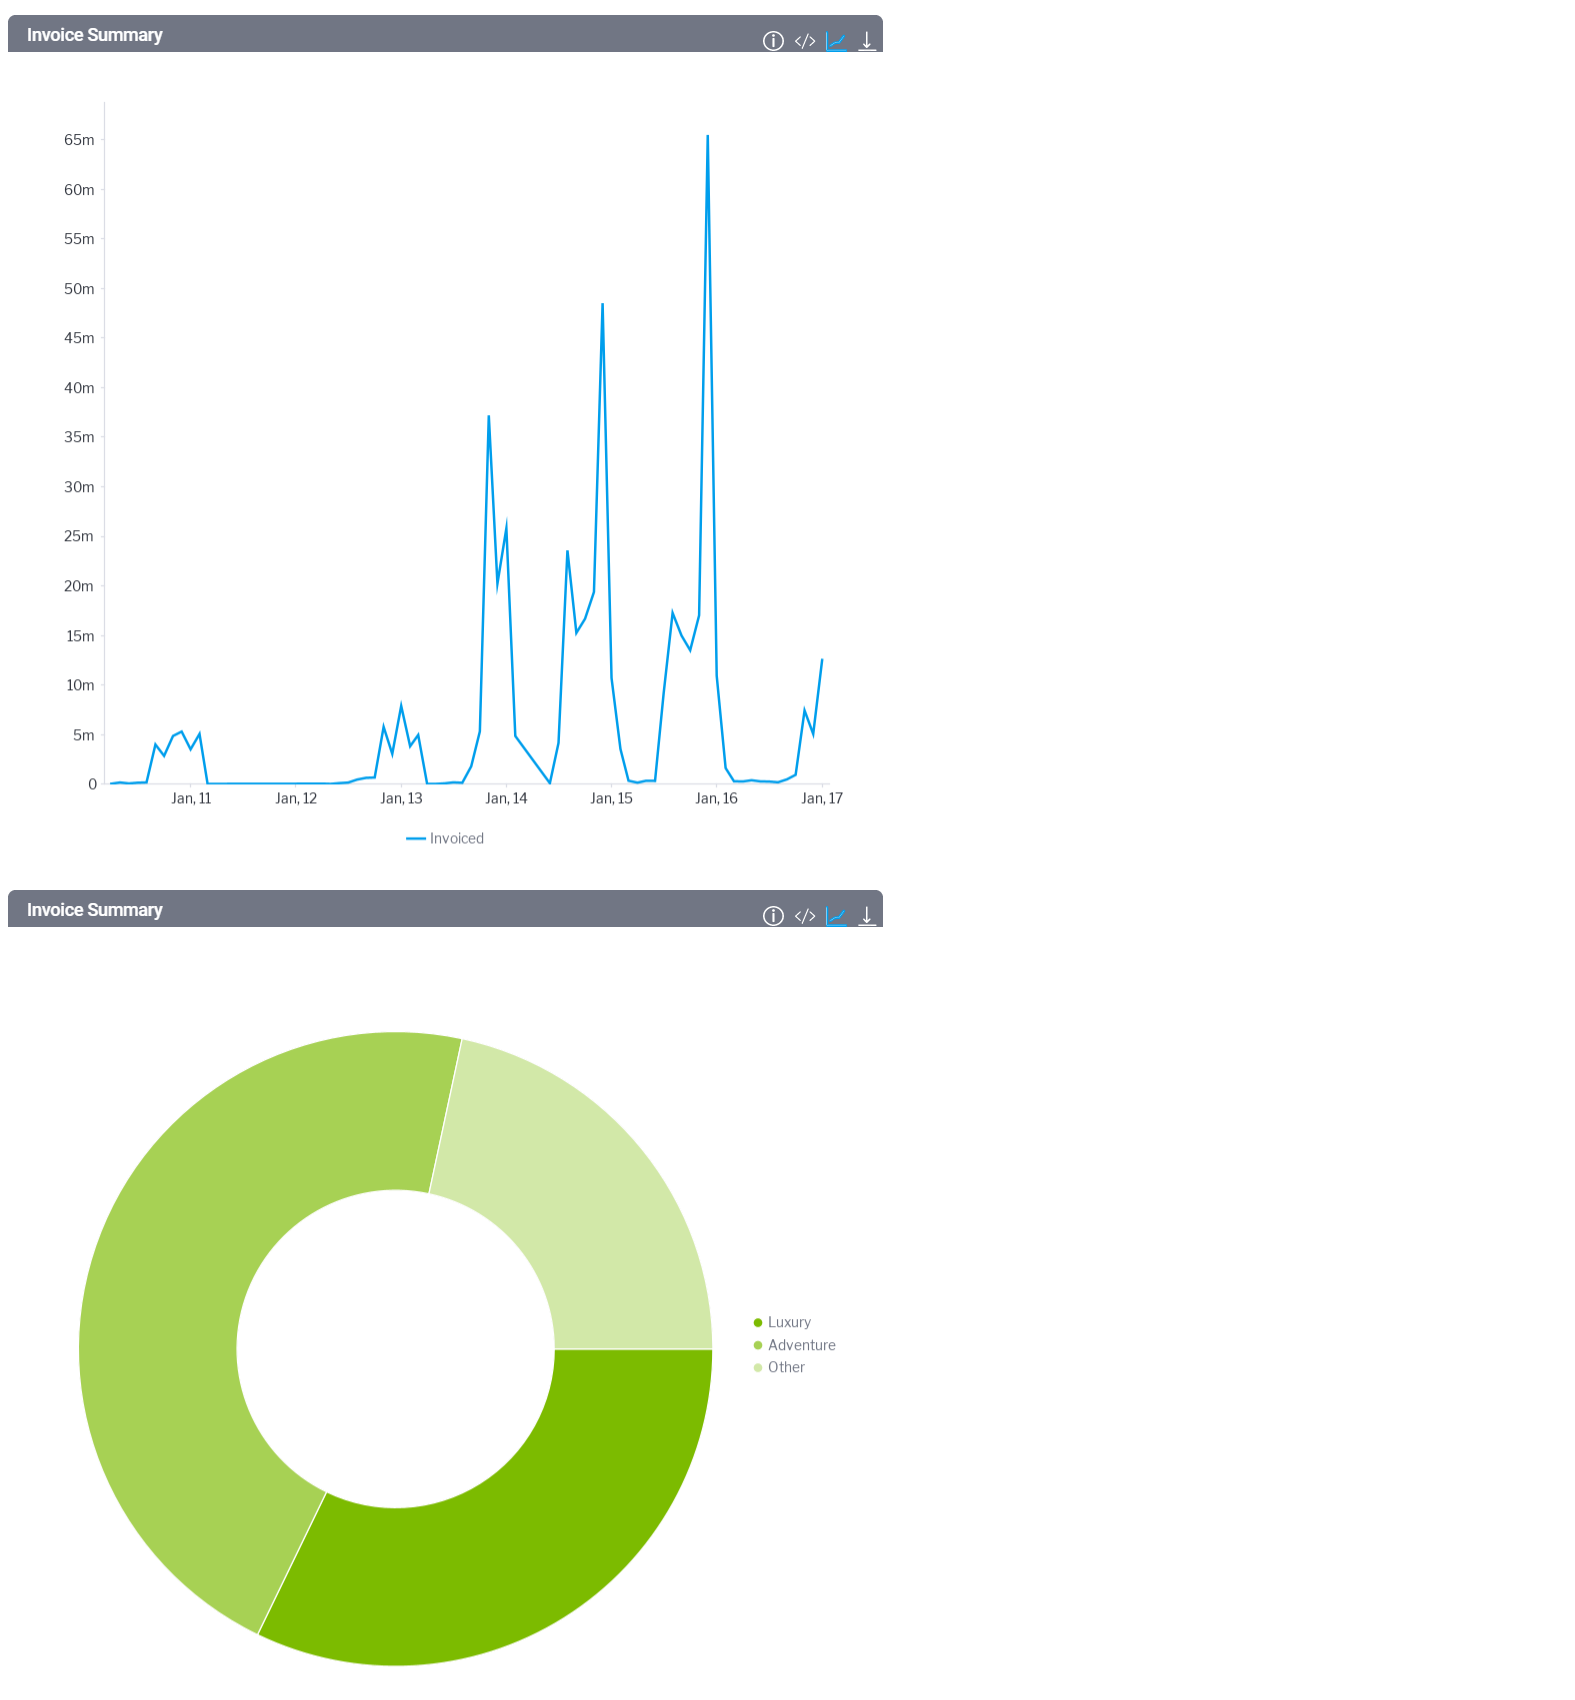 Invoice Summary
65m
60m
55m
50m
45m
40m
35m
30m
25m
20m
15m
10m
5m
0
Jan, 11 Jan, 12 Jan, 13 Jan, 14 Jan, 15 Jan, 16 Jan, 17
Invoiced
Invoice Summary
Luxury
Adventure
Other